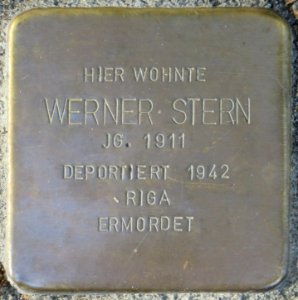 HIER WOHNTE
WERNER STERN
JG. 1911
DEPORTIERT 1942
RIGA
ERMORDET